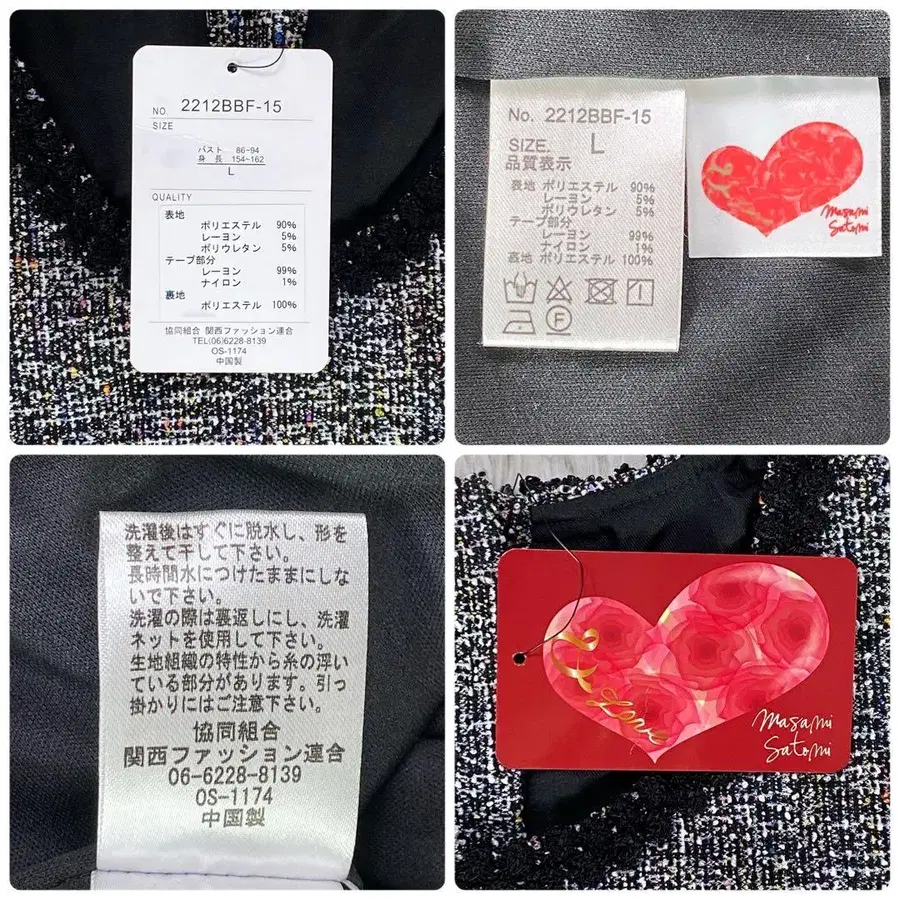 NO. 2212BBF-15
SIZE
バスト 86~94
身長 154~162
L
QUALITY
表地
ポリエステル 90%
レーヨン 5%
ポリウレタン 5%
テープ部分
レーヨン 99%
ナイロン 1%
裏地
ポリエステル 100%
協同組合 関西ファッション連合
TEL(06)6228-8139
OS-1174
中国製
No. 2212BBF-15
SIZE. L
品質表示
表地 ポリエステル 90%
レーヨン 5%
ポリウレタン 5%
テープ部分
レーヨン 99%
ナイロン 1%
裏地 ポリエステル 100%
F
Masami
Satomi
洗濯後はすぐに脱水し、形を
整えて干して下さい。
長時間水につけたままにしな
いで下さい。
洗濯の際は裏返しにし、洗濯
ネットを使用して下さい。
生地組織の特性から糸の浮い
ている部分があります。引っ
掛かりにはご注意下さい。
協同組合
関西ファッション連合
06-6228-8139
OS-1174
中国製
Love
Masami
Satomi